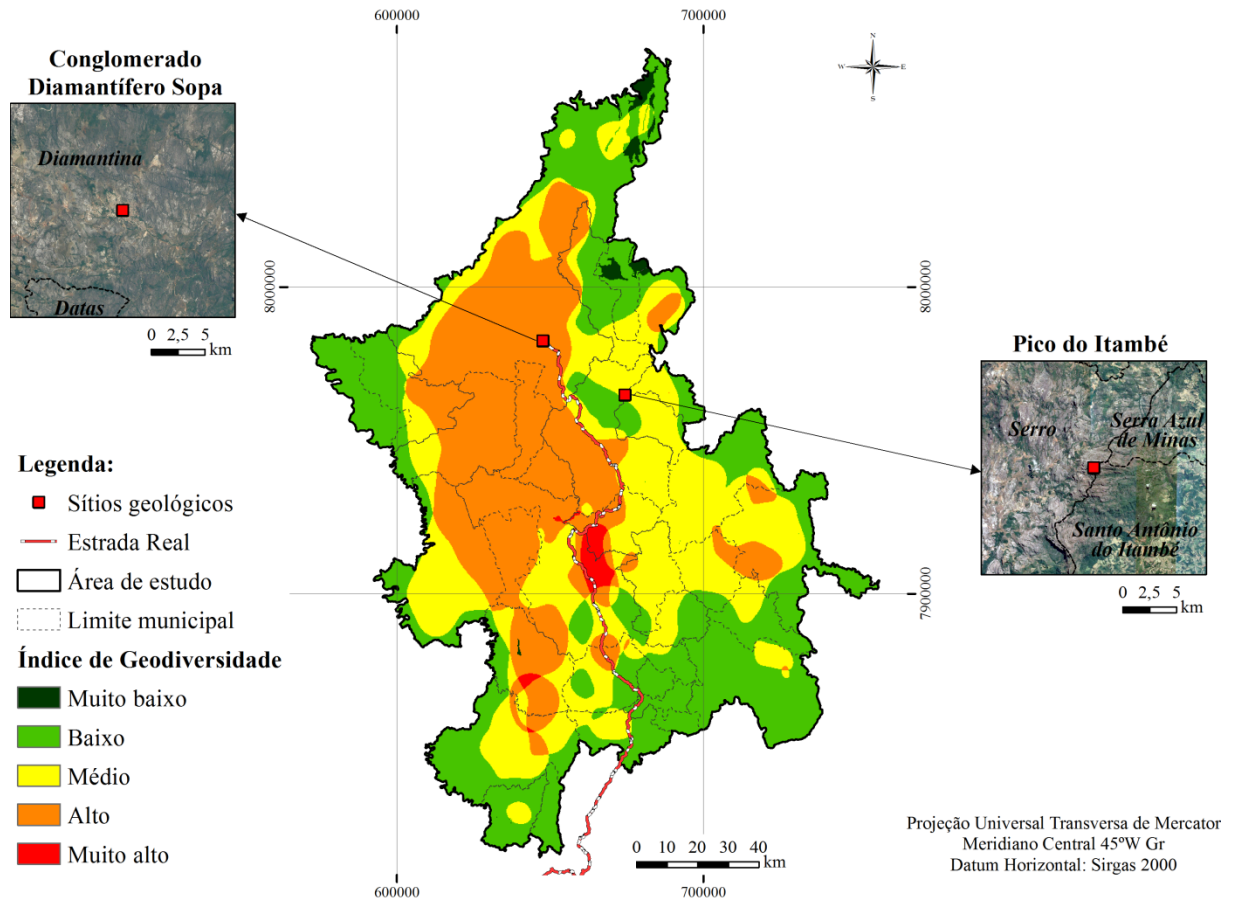 600000
700000
N
W
E
S
Conglomerado
Diamantífero Sopa
Diamantina
Datas
0 2,5 5
km
8000000
8000000
Pico do Itambé
Serro
Serra Azul
de Minas
Santo Antônio
do Itambé
0 2,5 5
km
7900000
7900000
Legenda:
Sítios geológicos
Estrada Real
Área de estudo
Limite municipal
Índice de Geodiversidade
Muito baixo
Baixo
Médio
Alto
Muito alto
0 10 20 30 40
km
Projeção Universal Transversa de Mercator
Meridiano Central 45ºW Gr
Datum Horizontal: Sirgas 2000
600000
700000